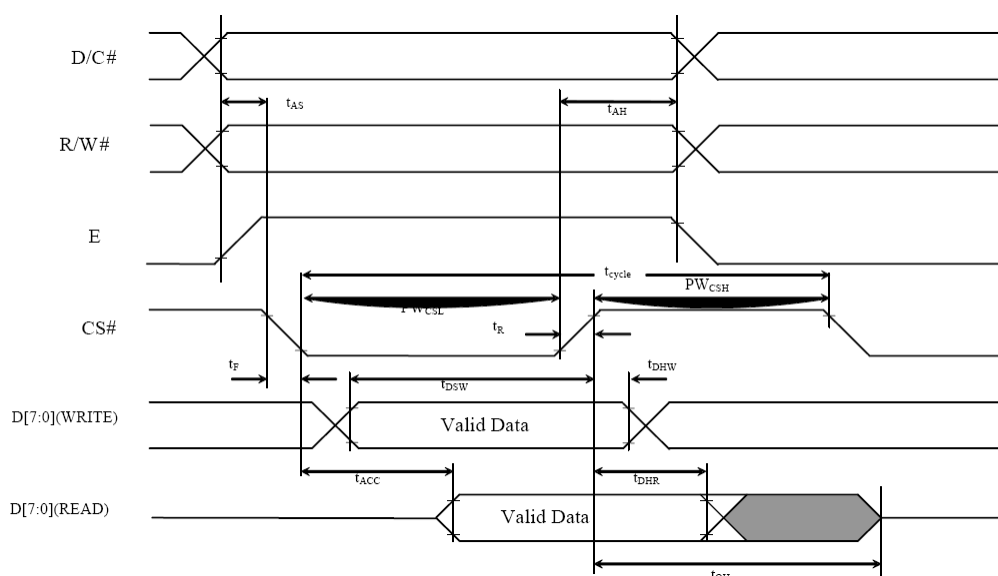 D/C#
tAS
tAH
R/W#
E
tcycle
PWCSH
PWCSL
CS#
tR
tF
tDSW
tDHW
D[7:0](WRITE)
Valid Data
tACC
tDHR
D[7:0](READ)
Valid Data